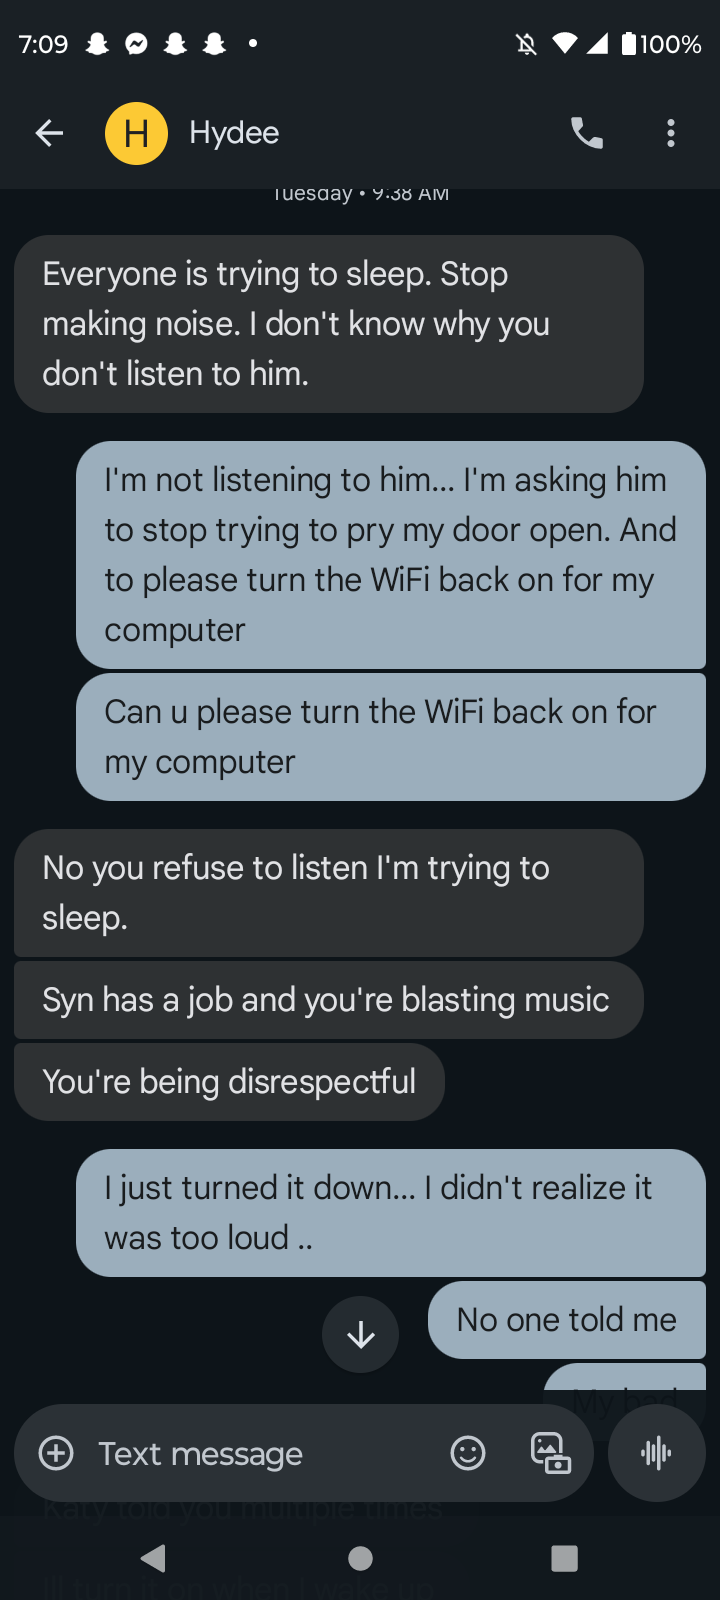 7:09
100%
H
Hydee
Tuesday • 9:38 AM
Everyone is trying to sleep. Stop
making noise. I don't know why you
don't listen to him.
I'm not listening to him... I'm asking him
to stop trying to pry my door open. And
to please turn the WiFi back on for my
computer
Can u please turn the WiFi back on for
my computer
No you refuse to listen I'm trying to
sleep.
Syn has a job and you're blasting music
You're being disrespectful
I just turned it down... I didn't realize it
was too loud ..
No one told me
My bad
Text message
Katy told you multiple times
Ill turn it on when I wake up